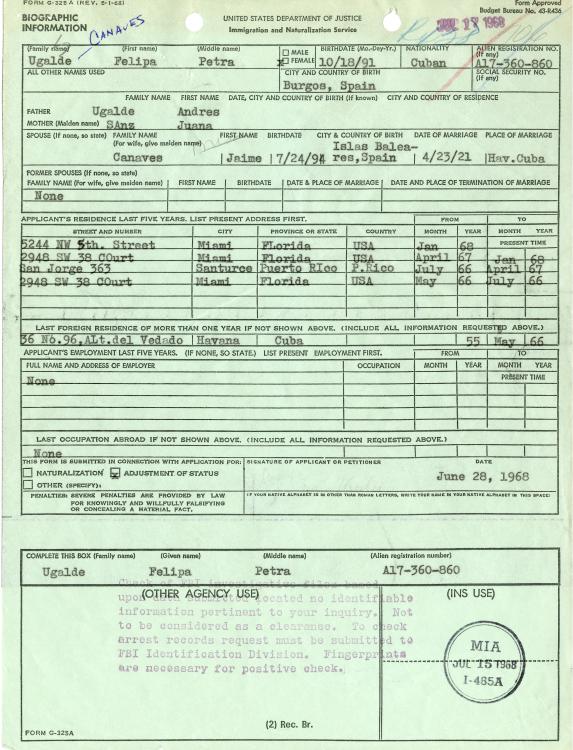 FORM G-325 A (REV. 5-1-68)
Form Approved
Budget Bureau No. 43-R436
BIOGRAPHIC
INFORMATION
CANAVES
UNITED STATES DEPARTMENT OF JUSTICE
Immigration and Naturalization Service
JUL 17 1968
(Family name) (First name) (Middle name) MALE FEMALE BIRTHDATE (Mo.-Day-Yr.) NATIONALITY ALIEN REGISTRATION NO. (If any)
Ugalde Felipa Petra x 10/18/91 Cuban A17-360-860
ALL OTHER NAMES USED CITY AND COUNTRY OF BIRTH SOCIAL SECURITY NO. (If any)
Burgos, Spain
FAMILY NAME FIRST NAME DATE, CITY AND COUNTRY OF BIRTH (If known) CITY AND COUNTRY OF RESIDENCE
FATHER Ugalde Andres
MOTHER (Maiden name) SAnz Juana
SPOUSE (If none, so state) FAMILY NAME (For wife, give maiden name) FIRST NAME BIRTHDATE CITY & COUNTRY OF BIRTH DATE OF MARRIAGE PLACE OF MARRIAGE
Islas Balea-
Canaves Jaime 7/24/94 res,Spain 4/23/21 Hav.Cuba
FORMER SPOUSES (If none, so state)
FAMILY NAME (For wife, give maiden name) FIRST NAME BIRTHDATE DATE & PLACE OF MARRIAGE DATE AND PLACE OF TERMINATION OF MARRIAGE
None
APPLICANT'S RESIDENCE LAST FIVE YEARS. LIST PRESENT ADDRESS FIRST. FROM TO
STREET AND NUMBER CITY PROVINCE OR STATE COUNTRY MONTH YEAR MONTH YEAR
5244 NW 5th. Street Miami FLorida USA Jan 68 PRESENT TIME
2948 SW 38 COurt Miami Florida USA April 67 Jan 68
San Jorge 363 Santurce Puerto RIco P.Rico July 66 April 67
2948 SW 38 COurt Miami Florida USA May 66 July 66
LAST FOREIGN RESIDENCE OF MORE THAN ONE YEAR IF NOT SHOWN ABOVE. (INCLUDE ALL INFORMATION REQUESTED ABOVE.)
36 No.96,ALt.del Vedado Havana Cuba 55 May 66
APPLICANT'S EMPLOYMENT LAST FIVE YEARS. (IF NONE, SO STATE.) LIST PRESENT EMPLOYMENT FIRST. FROM TO
FULL NAME AND ADDRESS OF EMPLOYER OCCUPATION MONTH YEAR MONTH YEAR
None PRESENT TIME
LAST OCCUPATION ABROAD IF NOT SHOWN ABOVE. (INCLUDE ALL INFORMATION REQUESTED ABOVE.)
None
THIS FORM IS SUBMITTED IN CONNECTION WITH APPLICATION FOR: SIGNATURE OF APPLICANT OR PETITIONER DATE
NATURALIZATION x ADJUSTMENT OF STATUS June 28, 1968
OTHER (SPECIFY):
PENALTIES: SEVERE PENALTIES ARE PROVIDED BY LAW FOR KNOWINGLY AND WILLFULLY FALSIFYING OR CONCEALING A MATERIAL FACT.
IF YOUR NATIVE ALPHABET IS IN OTHER THAN ROMAN LETTERS, WRITE YOUR NAME IN YOUR NATIVE ALPHABET IN THIS SPACE:
COMPLETE THIS BOX (Family name) (Given name) (Middle name) (Alien registration number)
Ugalde Felipa Petra A17-360-860
(OTHER AGENCY USE) (INS USE)
Check of FBI investigative files based
upon data submitted located no identifiable
information pertinent to your inquiry. Not
to be considered as a clearance. To check
arrest records request must be submitted to
FBI Identification Division. Fingerprints
are necessary for positive check.
MIA
JUL 15 1968
I-485A
(2) Rec. Br.
FORM G-325A